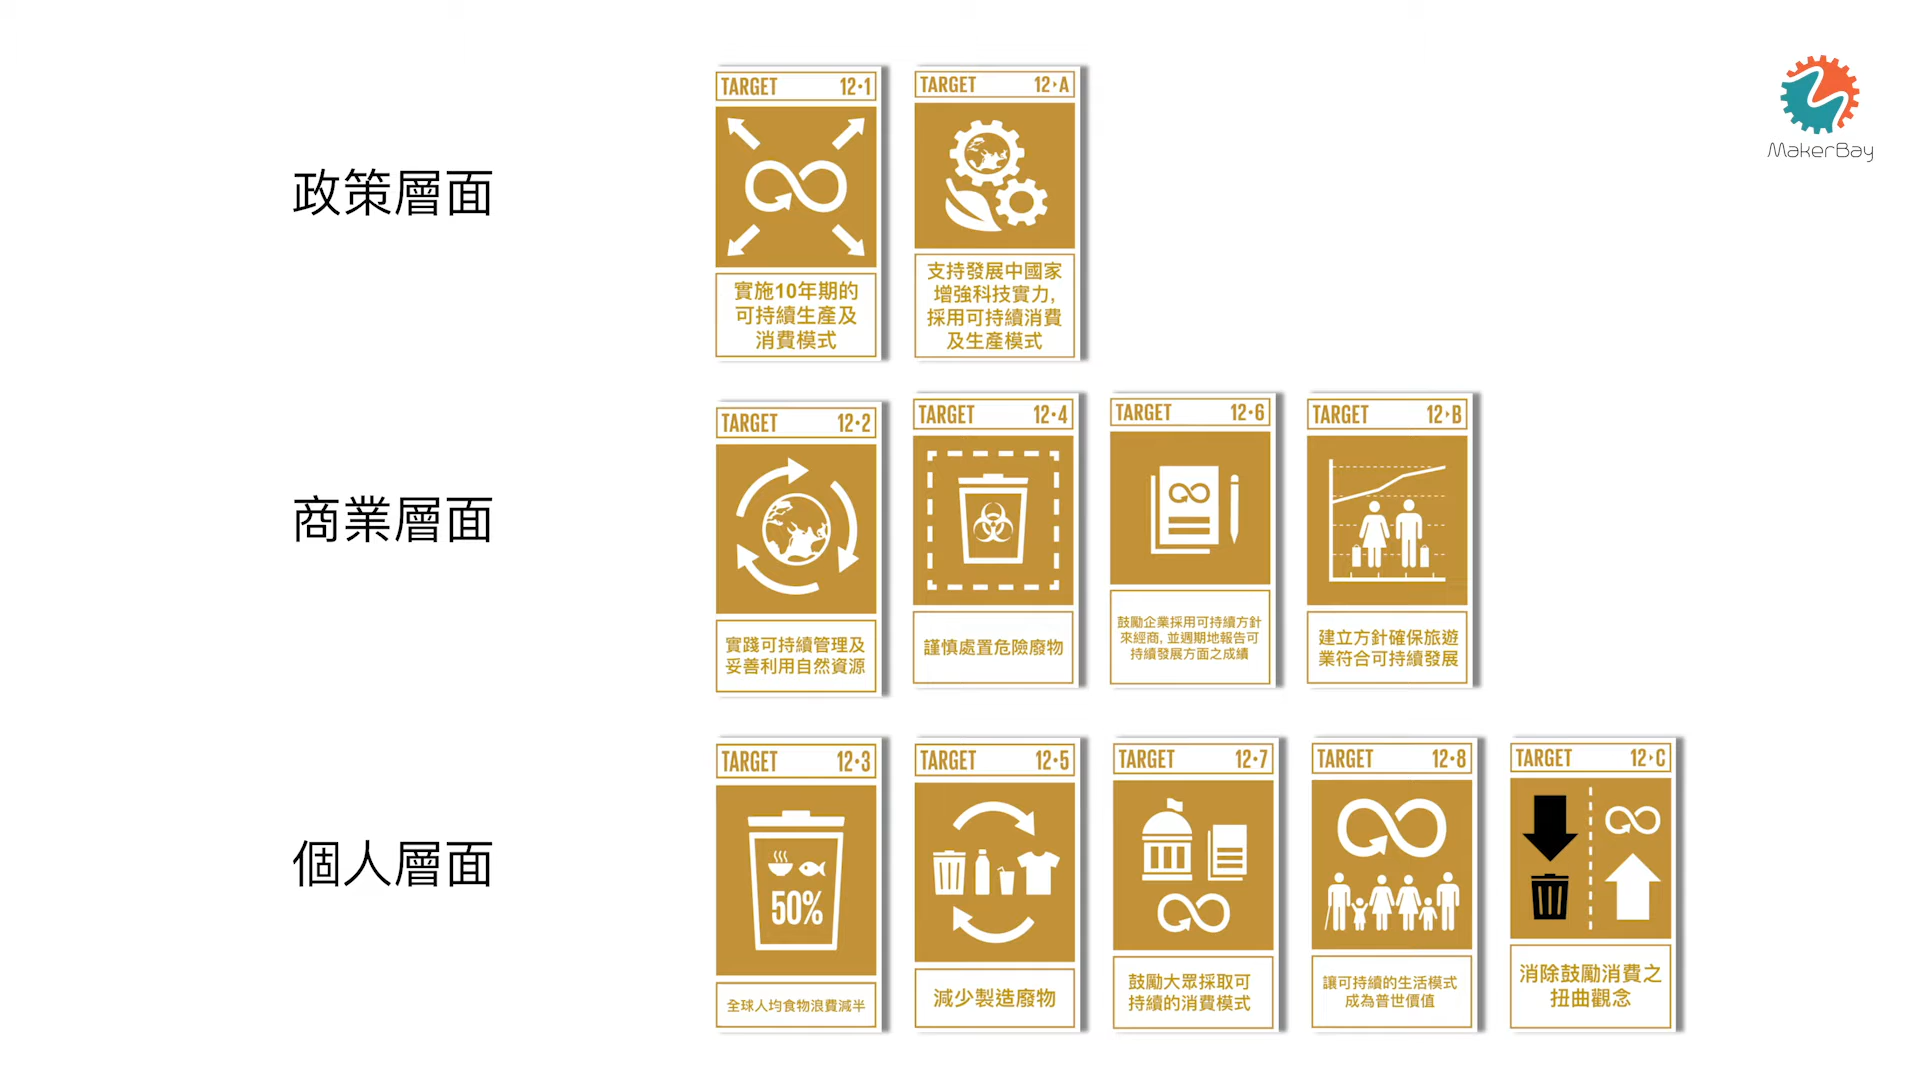 MakerBay
政策層面
TARGET 12.1
實施10年期的
可持續生產及
消費模式
TARGET 12.A
支持發展中國家
增強科技實力,
採用可持續消費
及生產模式
商業層面
TARGET 12.2
實踐可持續管理及
妥善利用自然資源
TARGET 12.4
謹慎處置危險廢物
TARGET 12.6
鼓勵企業採用可持續方針
來經商, 並週期地報告可
持續發展方面之成績
TARGET 12.B
建立方針確保旅遊
業符合可持續發展
個人層面
TARGET 12.3
50%
全球人均食物浪費減半
TARGET 12.5
減少製造廢物
TARGET 12.7
鼓勵大眾採取可
持續的消費模式
TARGET 12.8
讓可持續的生活模式
成為普世價值
TARGET 12.C
消除鼓勵消費之
扭曲觀念